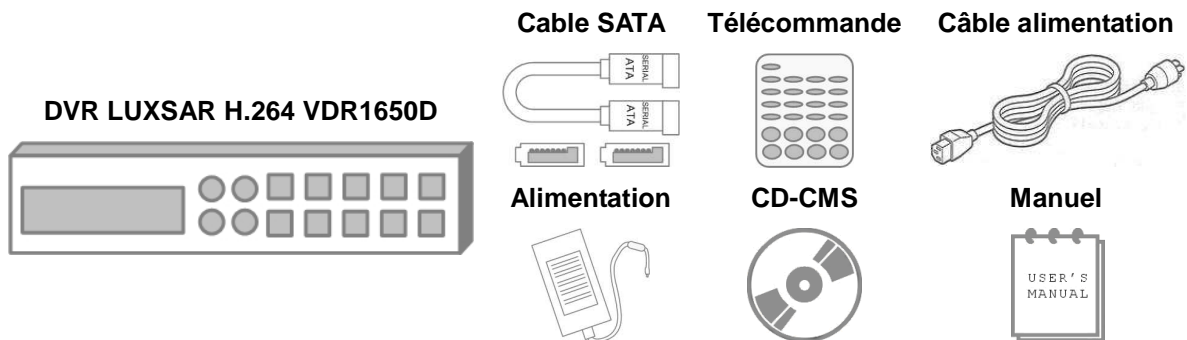 Cable SATA
Télécommande
Câble alimentation
SERIAL
ATA
SERIAL
ATA
DVR LUXSAR H.264 VDR1650D
Alimentation
CD-CMS
Manuel
USER'S
MANUAL